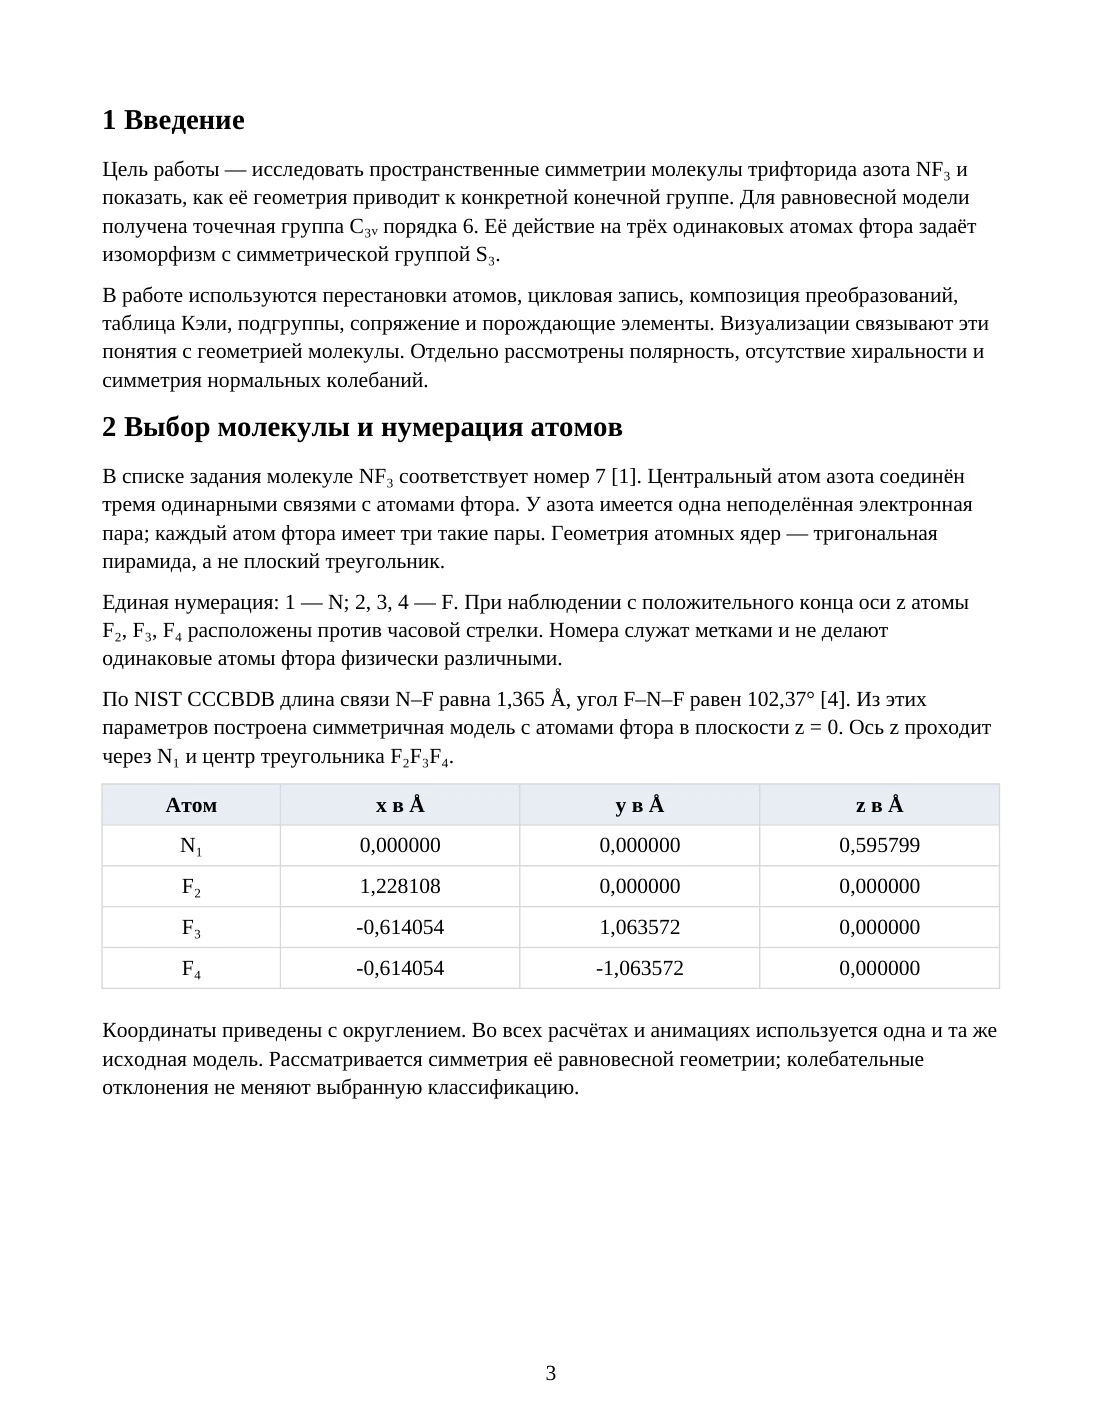 1 Введение
Цель работы — исследовать пространственные симметрии молекулы трифторида азота NF₃ и
показать, как её геометрия приводит к конкретной конечной группе. Для равновесной модели
получена точечная группа C₃ᵥ порядка 6. Её действие на трёх одинаковых атомах фтора задаёт
изоморфизм с симметрической группой S₃.
В работе используются перестановки атомов, цикловая запись, композиция преобразований,
таблица Кэли, подгруппы, сопряжение и порождающие элементы. Визуализации связывают эти
понятия с геометрией молекулы. Отдельно рассмотрены полярность, отсутствие хиральности и
симметрия нормальных колебаний.
2 Выбор молекулы и нумерация атомов
В списке задания молекуле NF₃ соответствует номер 7 [1]. Центральный атом азота соединён
тремя одинарными связями с атомами фтора. У азота имеется одна неподелённая электронная
пара; каждый атом фтора имеет три такие пары. Геометрия атомных ядер — тригональная
пирамида, а не плоский треугольник.
Единая нумерация: 1 — N; 2, 3, 4 — F. При наблюдении с положительного конца оси z атомы
F₂, F₃, F₄ расположены против часовой стрелки. Номера служат метками и не делают
одинаковые атомы фтора физически различными.
По NIST CCCBDB длина связи N–F равна 1,365 Å, угол F–N–F равен 102,37° [4]. Из этих
параметров построена симметричная модель с атомами фтора в плоскости z = 0. Ось z проходит
через N₁ и центр треугольника F₂F₃F₄.
Атом x в Å y в Å z в Å
N₁ 0,000000 0,000000 0,595799
F₂ 1,228108 0,000000 0,000000
F₃ -0,614054 1,063572 0,000000
F₄ -0,614054 -1,063572 0,000000
Координаты приведены с округлением. Во всех расчётах и анимациях используется одна и та же
исходная модель. Рассматривается симметрия её равновесной геометрии; колебательные
отклонения не меняют выбранную классификацию.
3